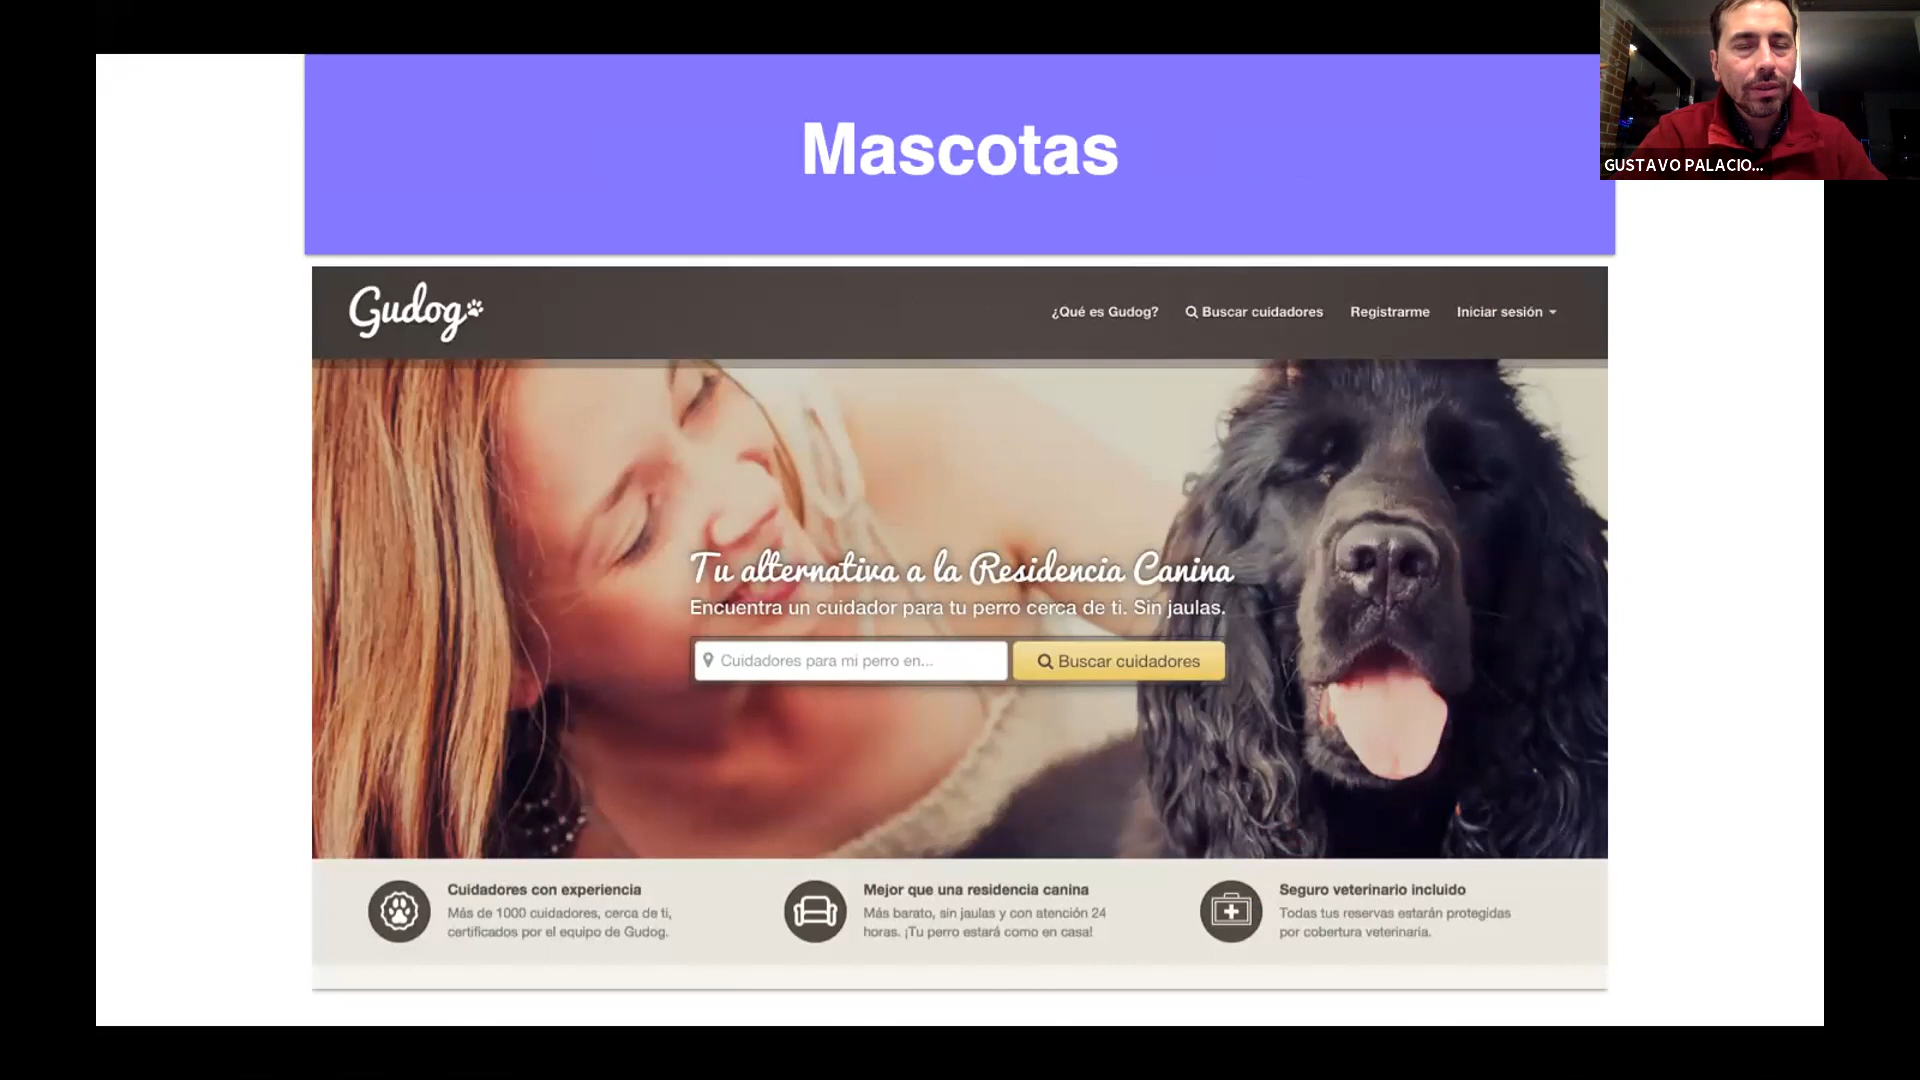 Mascotas
GUSTAVO PALACIO...
Gudog
¿Qué es Gudog?
Buscar cuidadores
Registrarme
Iniciar sesión
Tu alternativa a la Residencia Canina
Encuentra un cuidador para tu perro cerca de ti. Sin jaulas.
Cuidadores para mi perro en...
Buscar cuidadores
Cuidadores con experiencia
Más de 1000 cuidadores, cerca de ti,
certificados por el equipo de Gudog.
Mejor que una residencia canina
Más barato, sin jaulas y con atención 24
horas. ¡Tu perro estará como en casa!
Seguro veterinario incluido
Todas tus reservas estarán protegidas
por cobertura veterinaria.